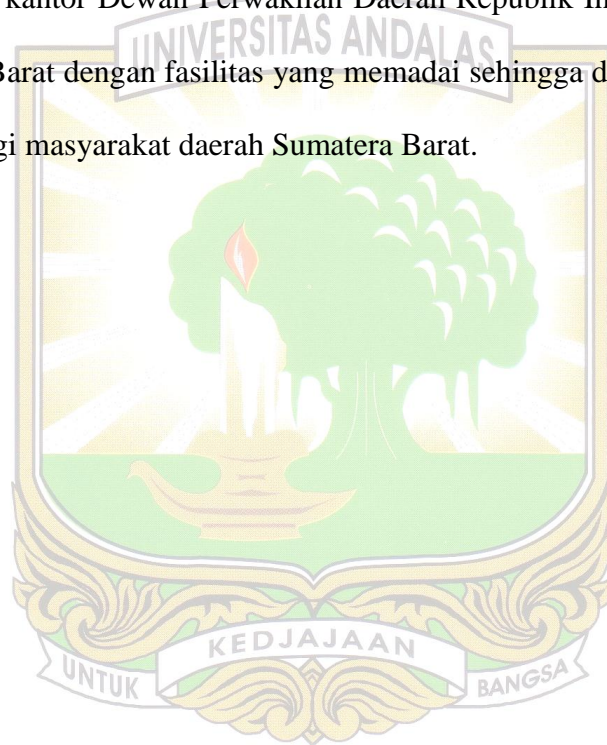 kantor Dewan Perwakilan Daerah Republik In
UNIVERSITAS ANDALAS
Barat dengan fasilitas yang memadai sehingga d
gi masyarakat daerah Sumatera Barat.
KEDJAJAAN
UNTUK BANGSA